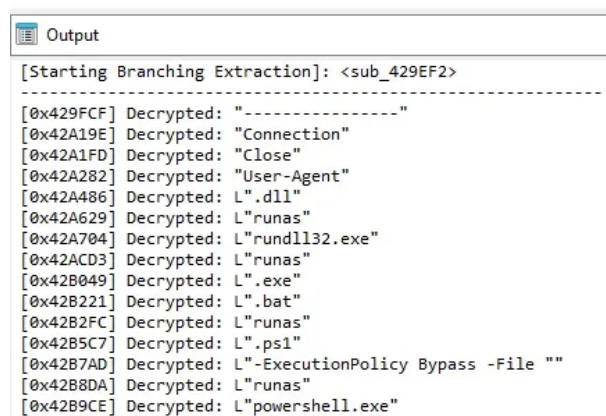 Output
[Starting Branching Extraction]: <sub_429EF2>
------------------------------------------------------------
[0x429FCF] Decrypted: "----------------"
[0x42A19E] Decrypted: "Connection"
[0x42A1FD] Decrypted: "Close"
[0x42A282] Decrypted: "User-Agent"
[0x42A486] Decrypted: L".dll"
[0x42A629] Decrypted: L"runas"
[0x42A704] Decrypted: L"rundll32.exe"
[0x42ACD3] Decrypted: L"runas"
[0x42B049] Decrypted: L".exe"
[0x42B221] Decrypted: L".bat"
[0x42B2FC] Decrypted: L"runas"
[0x42B5C7] Decrypted: L".ps1"
[0x42B7AD] Decrypted: L"-ExecutionPolicy Bypass -File ""
[0x42B8DA] Decrypted: L"runas"
[0x42B9CE] Decrypted: L"powershell.exe"